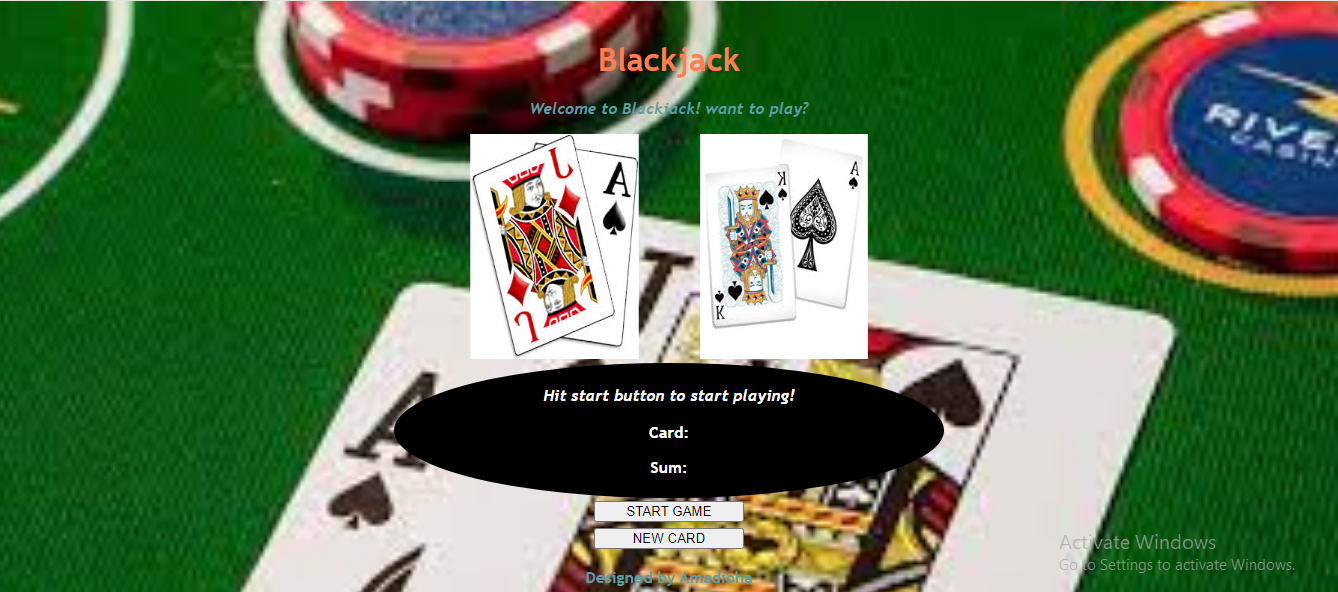 Blackjack
Welcome to Blackjack! want to play?
J
A
K
A
J
K
A
J
Hit start button to start playing!
Card:
Sum:
START GAME
NEW CARD
Activate Windows
Go to Settings to activate Windows.
Designed by Amadioha